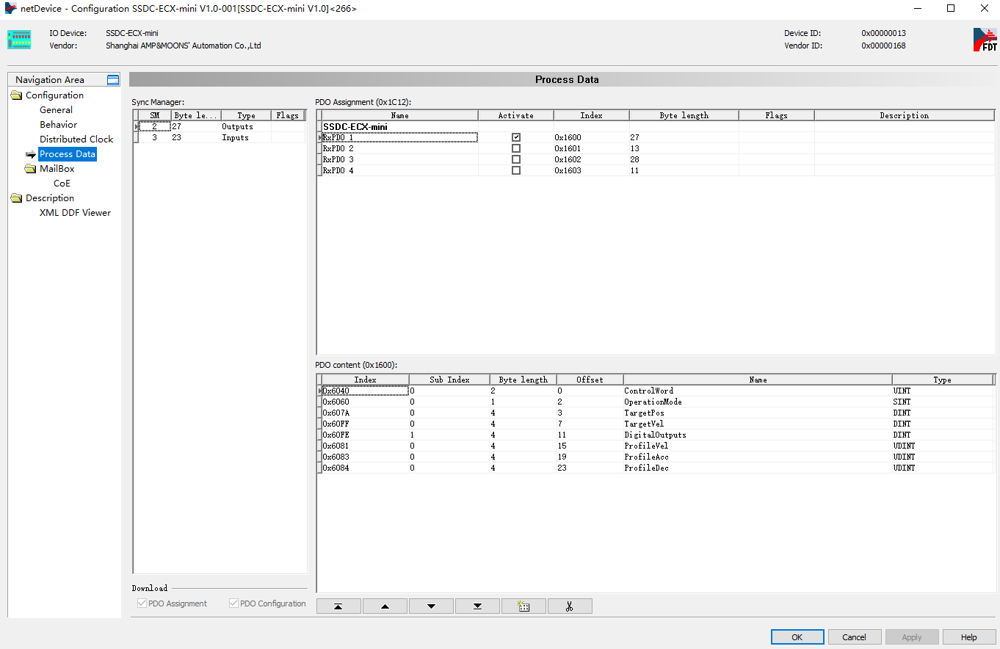 netDevice - Configuration SSDC-ECX-mini V1.0-001[SSDC-ECX-mini V1.0]<266>
IO Device: SSDC-ECX-mini Device ID: 0x00000013
Vendor: Shanghai AMP&MOONS' Automation Co.,Ltd Vendor ID: 0x00000168
FDT
Navigation Area
Configuration
General
Behavior
Distributed Clock
Process Data
MailBox
CoE
Description
XML DDF Viewer
Process Data
Sync Manager:
SM Byte le... Type Flags
2 27 Outputs
3 23 Inputs
Download
PDO Assignment PDO Configuration
PDO Assignment (0x1C12):
Name Activate Index Byte length Flags Description
SSDC-ECX-mini
RxPDO 1 0x1600 27
RxPDO 2 0x1601 13
RxPDO 3 0x1602 28
RxPDO 4 0x1603 11
PDO content (0x1600):
Index Sub Index Byte length Offset Name Type
0x6040 0 2 0 ControlWord UINT
0x6060 0 1 2 OperationMode SINT
0x607A 0 4 3 TargetPos DINT
0x60FF 0 4 7 TargetVel DINT
0x60FE 1 4 11 DigitalOutputs DINT
0x6081 0 4 15 ProfileVel UDINT
0x6083 0 4 19 ProfileAcc UDINT
0x6084 0 4 23 ProfileDec UDINT
OK Cancel Apply Help